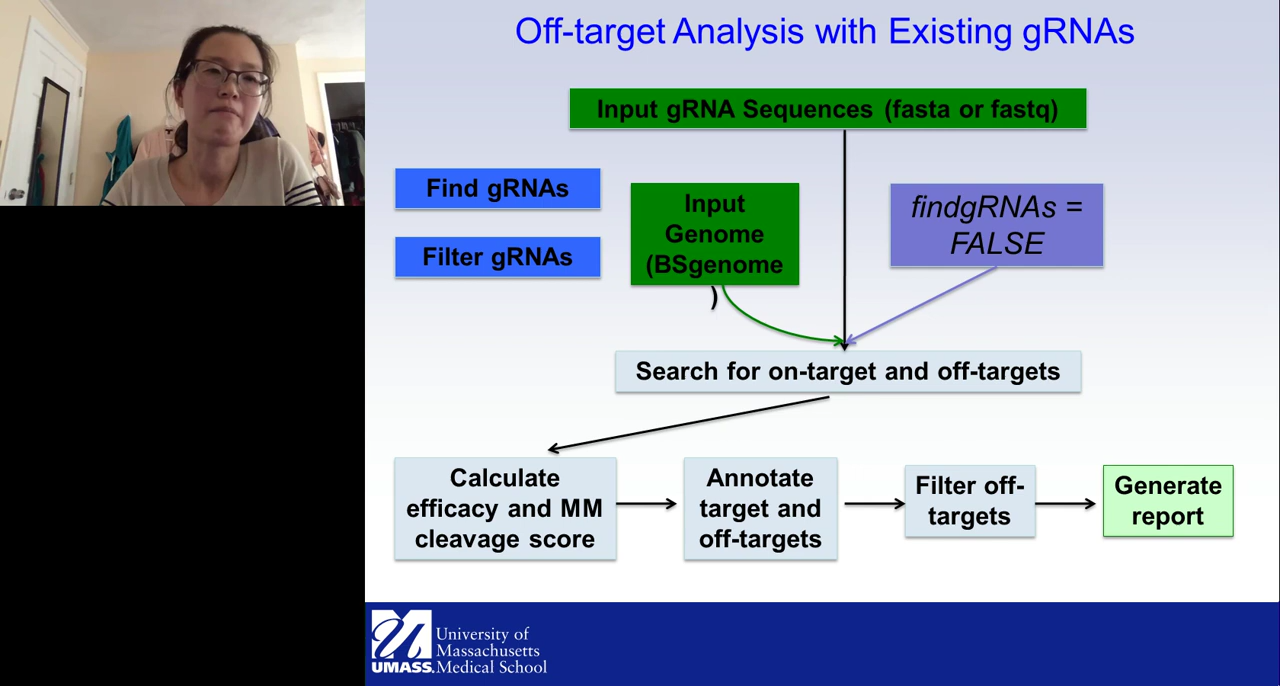 Off-target Analysis with Existing gRNAs
Input gRNA Sequences (fasta or fastq)
Find gRNAs
Filter gRNAs
Input
Genome
(BSgenome
)
findgRNAs =
FALSE
Search for on-target and off-targets
Calculate
efficacy and MM
cleavage score
Annotate
target and
off-targets
Filter off-
targets
Generate
report
UMASS.
University of
Massachusetts
Medical School